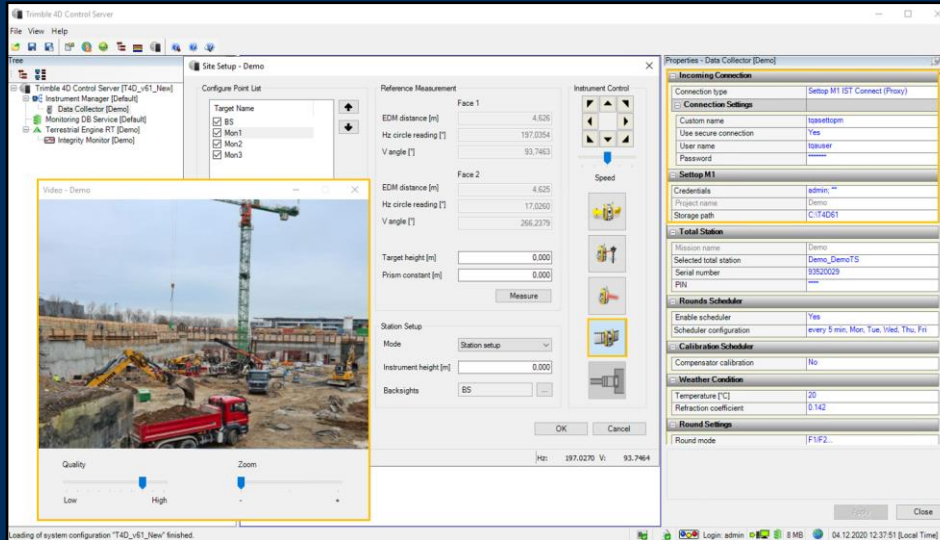 Trimble 4D Control Server
File View Help
Tree
Trimble 4D Control Server [T4D_v61_New]
Instrument Manager [Default]
Data Collector [Demo]
Monitoring DB Service [Default]
Terrestrial Engine RT [Demo]
Integrity Monitor [Demo]
Site Setup - Demo
Configure Point List
Target Name
BS
Mon1
Mon2
Mon3
Reference Measurement
Face 1
EDM distance [m] 4,626
Hz circle reading [°] 197,0354
V angle [°] 93,7463
Face 2
EDM distance [m] 4,625
Hz circle reading [°] 17,0260
V angle [°] 266,2379
Target height [m] 0,000
Prism constant [m] 0,000
Measure
Station Setup
Mode Station setup
Instrument height [m] 0,000
Backsights BS ...
Instrument Control
Speed
OK Cancel
Hz: 197.0270 V: 93.7464
Video - Demo
Quality Zoom
Low High - +
Properties - Data Collector [Demo]
Incoming Connection
Connection type Settop M1 IST Connect (Proxy)
Connection Settings
Custom name tqasettopm
Use secure connection Yes
User name tqauser
Password *******
Settop M1
Credentials admin; **
Project name Demo
Storage path C:\T4D61
Total Station
Mission name Demo
Selected total station Demo_DemoTS
Serial number 93520029
PIN ****
Rounds Scheduler
Enable scheduler Yes
Scheduler configuration every 5 min, Mon, Tue, Wed, Thu, Fri
Calibration Scheduler
Compensator calibration No
Weather Condition
Temperature [°C] 20
Refraction coefficient 0.142
Round Settings
Round mode F1/F2...
Apply Close
Loading of system configuration "T4D_v61_New" finished.
Login: admin 8 MB 04.12.2020 12:37:51 [Local Time]